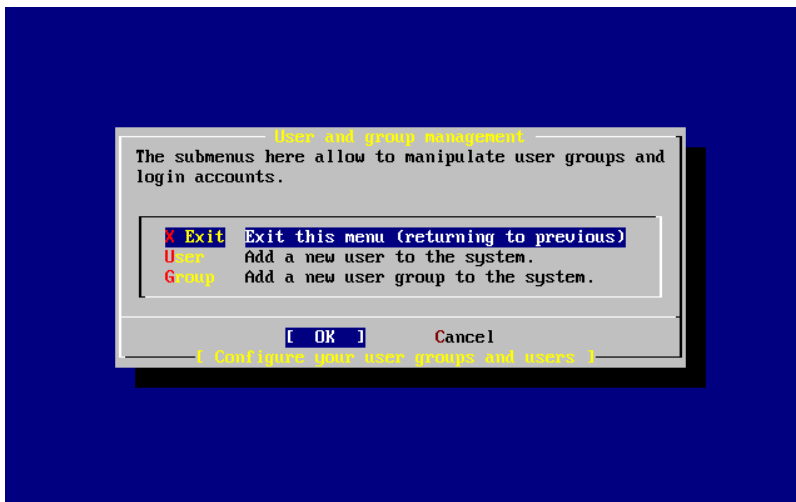 User and group management
The submenus here allow to manipulate user groups and
login accounts.
X Exit Exit this menu (returning to previous)
User Add a new user to the system.
Group Add a new user group to the system.
[ OK ] Cancel
[ Configure your user groups and users ]